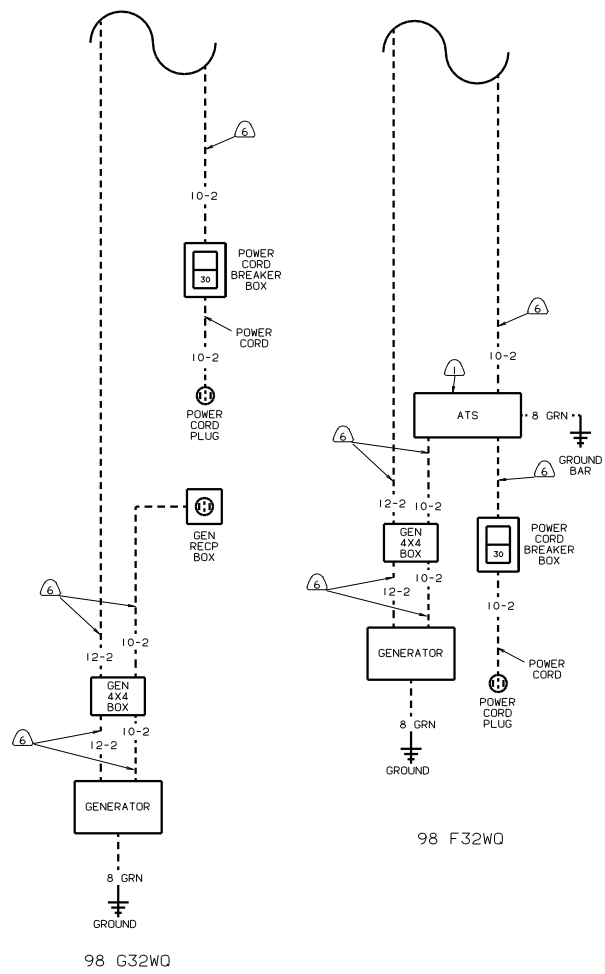 6
10-2
POWER
CORD
BREAKER
BOX
30
POWER
CORD
10-2
POWER
CORD
PLUG
GEN
RECP
BOX
6
12-2
10-2
GEN
4X4
BOX
6
12-2
10-2
GENERATOR
8 GRN
GROUND
98 G32WQ
6
10-2
1
ATS
8 GRN
GROUND
BAR
6
6
12-2
10-2
GEN
4X4
BOX
POWER
CORD
BREAKER
BOX
30
6
12-2
10-2
10-2
GENERATOR
POWER
CORD
POWER
CORD
PLUG
8 GRN
GROUND
98 F32WQ